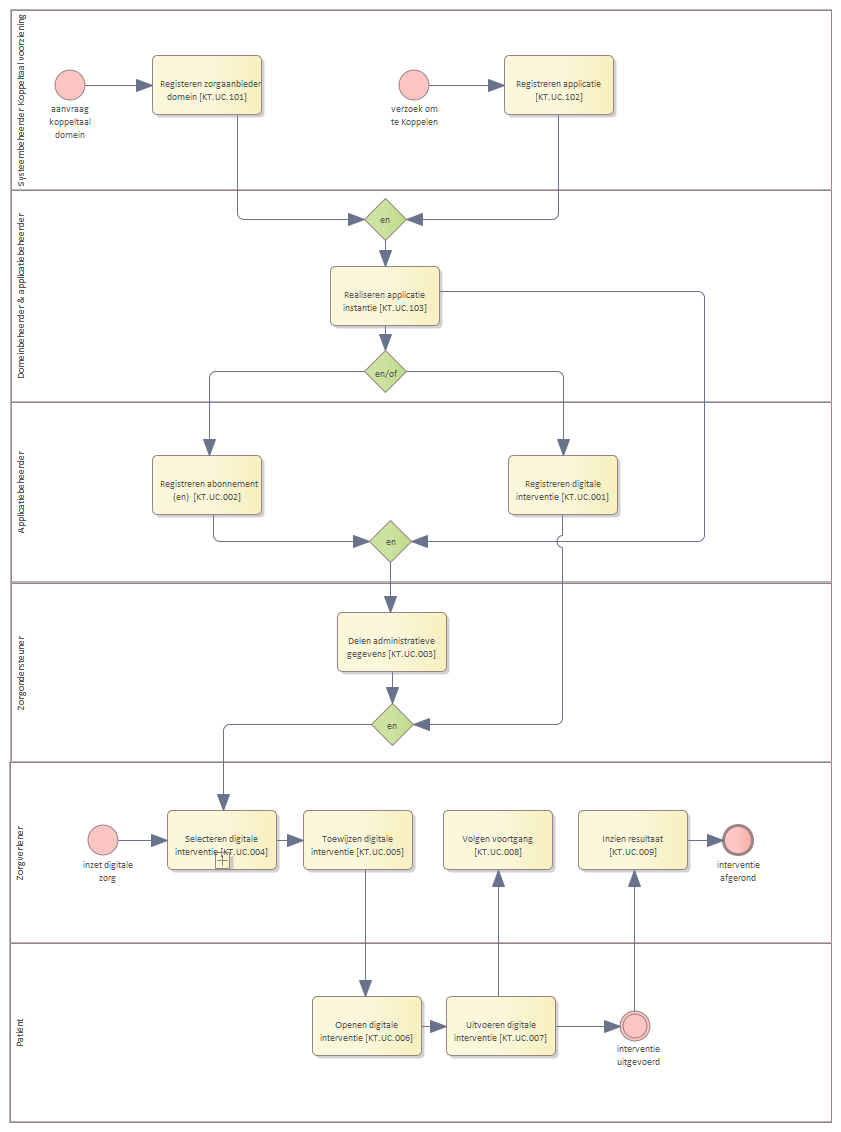 Systeembeheerder Koppeltaal voorziening
aanvraag
koppeltaal
domein
Registeren zorgaanbieder
domein [KT.UC.101]
verzoek om
te Koppelen
Registreren applicatie
[KT.UC.102]
Domeinbeheerder & applicatiebeheerder
en
Realiseren applicatie
instantie [KT.UC.103]
en/of
Applicatiebeheerder
Registreren abonnement
(en) [KT.UC.002]
Registreren digitale
interventie [KT.UC.001]
en
Zorgondersteuner
Delen administratieve
gegevens [KT.UC.003]
en
Zorgverlener
inzet digitale
zorg
Selecteren digitale
interventie [KT.UC.004]
Toewijzen digitale
interventie [KT.UC.005]
Volgen voortgang
[KT.UC.008]
Inzien resultaat
[KT.UC.009]
interventie
afgerond
Patiënt
Openen digitale
interventie [KT.UC.006]
Uitvoeren digitale
interventie [KT.UC.007]
interventie
uitgevoerd